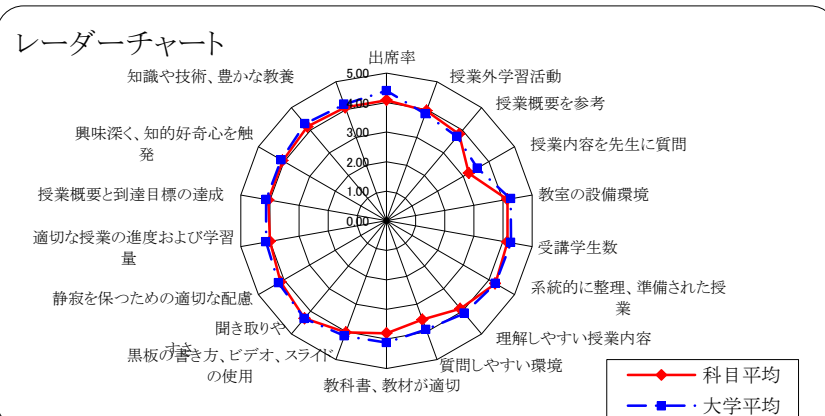 レーダーチャート
出席率
授業外学習活動
授業概要を参考
授業内容を先生に質問
教室の設備環境
受講学生数
系統的に整理、準備された授
業
理解しやすい授業内容
質問しやすい環境
教科書、教材が適切
黒板の書き方、ビデオ、スライド
の使用
聞き取りや
すさ
静寂を保つための適切な配慮
適切な授業の進度および学習
量
授業概要と到達目標の達成
興味深く、知的好奇心を触
発
知識や技術、豊かな教養
5.00
4.00
3.00
2.00
1.00
0.00
科目平均
大学平均